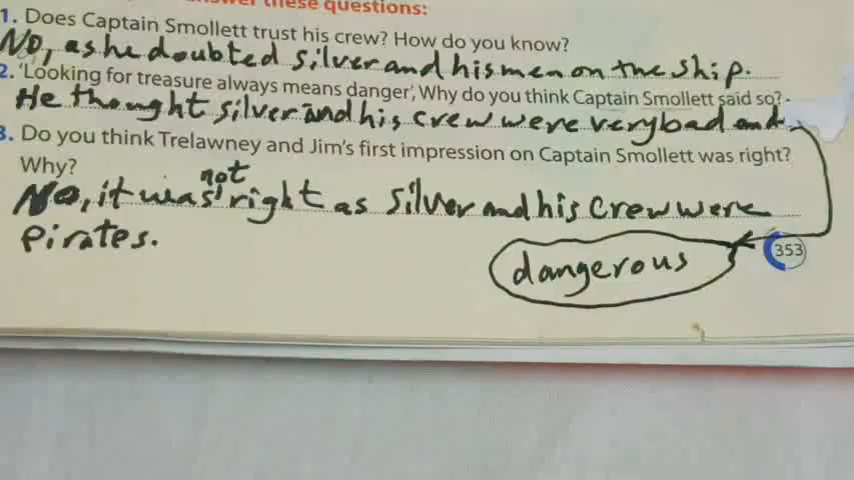 answer these questions:
1. Does Captain Smollett trust his crew? How do you know?
No, as he doubted silver and his men on the ship.
2. 'Looking for treasure always means danger', Why do you think Captain Smollett said so?
He thought silver and his crew were very bad and
3. Do you think Trelawney and Jim's first impression on Captain Smollett was right?
Why?
not
No, it was right as silver and his crew were
pirates.
dangerous
353